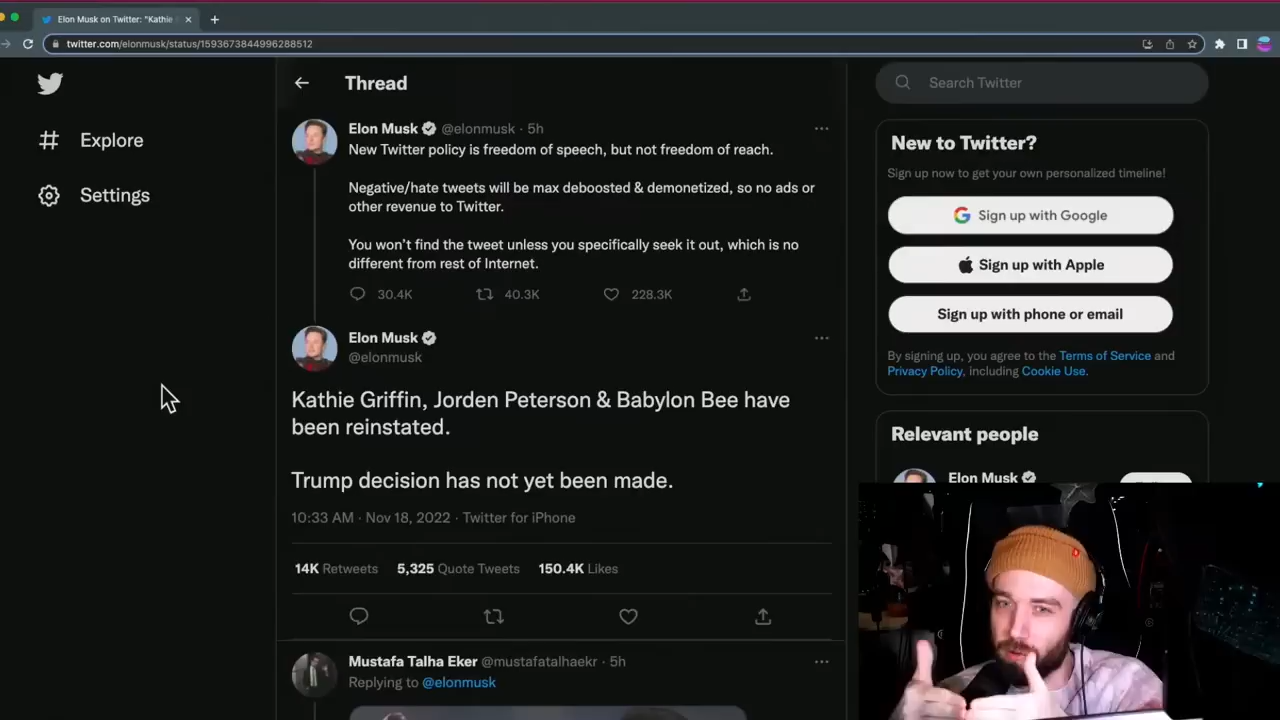 Elon Musk on Twitter: "Kathie
twitter.com/elonmusk/status/1593673844996288512
Explore
Settings
Thread
Elon Musk @elonmusk · 5h
New Twitter policy is freedom of speech, but not freedom of reach.
Negative/hate tweets will be max deboosted & demonetized, so no ads or
other revenue to Twitter.
You won't find the tweet unless you specifically seek it out, which is no
different from rest of Internet.
30.4K 40.3K 228.3K
Elon Musk
@elonmusk
Kathie Griffin, Jorden Peterson & Babylon Bee have
been reinstated.
Trump decision has not yet been made.
10:33 AM · Nov 18, 2022 · Twitter for iPhone
14K Retweets 5,325 Quote Tweets 150.4K Likes
Mustafa Talha Eker @mustafatalhaekr · 5h
Replying to @elonmusk
Search Twitter
New to Twitter?
Sign up now to get your own personalized timeline!
Sign up with Google
Sign up with Apple
Sign up with phone or email
By signing up, you agree to the Terms of Service and
Privacy Policy, including Cookie Use.
Relevant people
Elon Musk